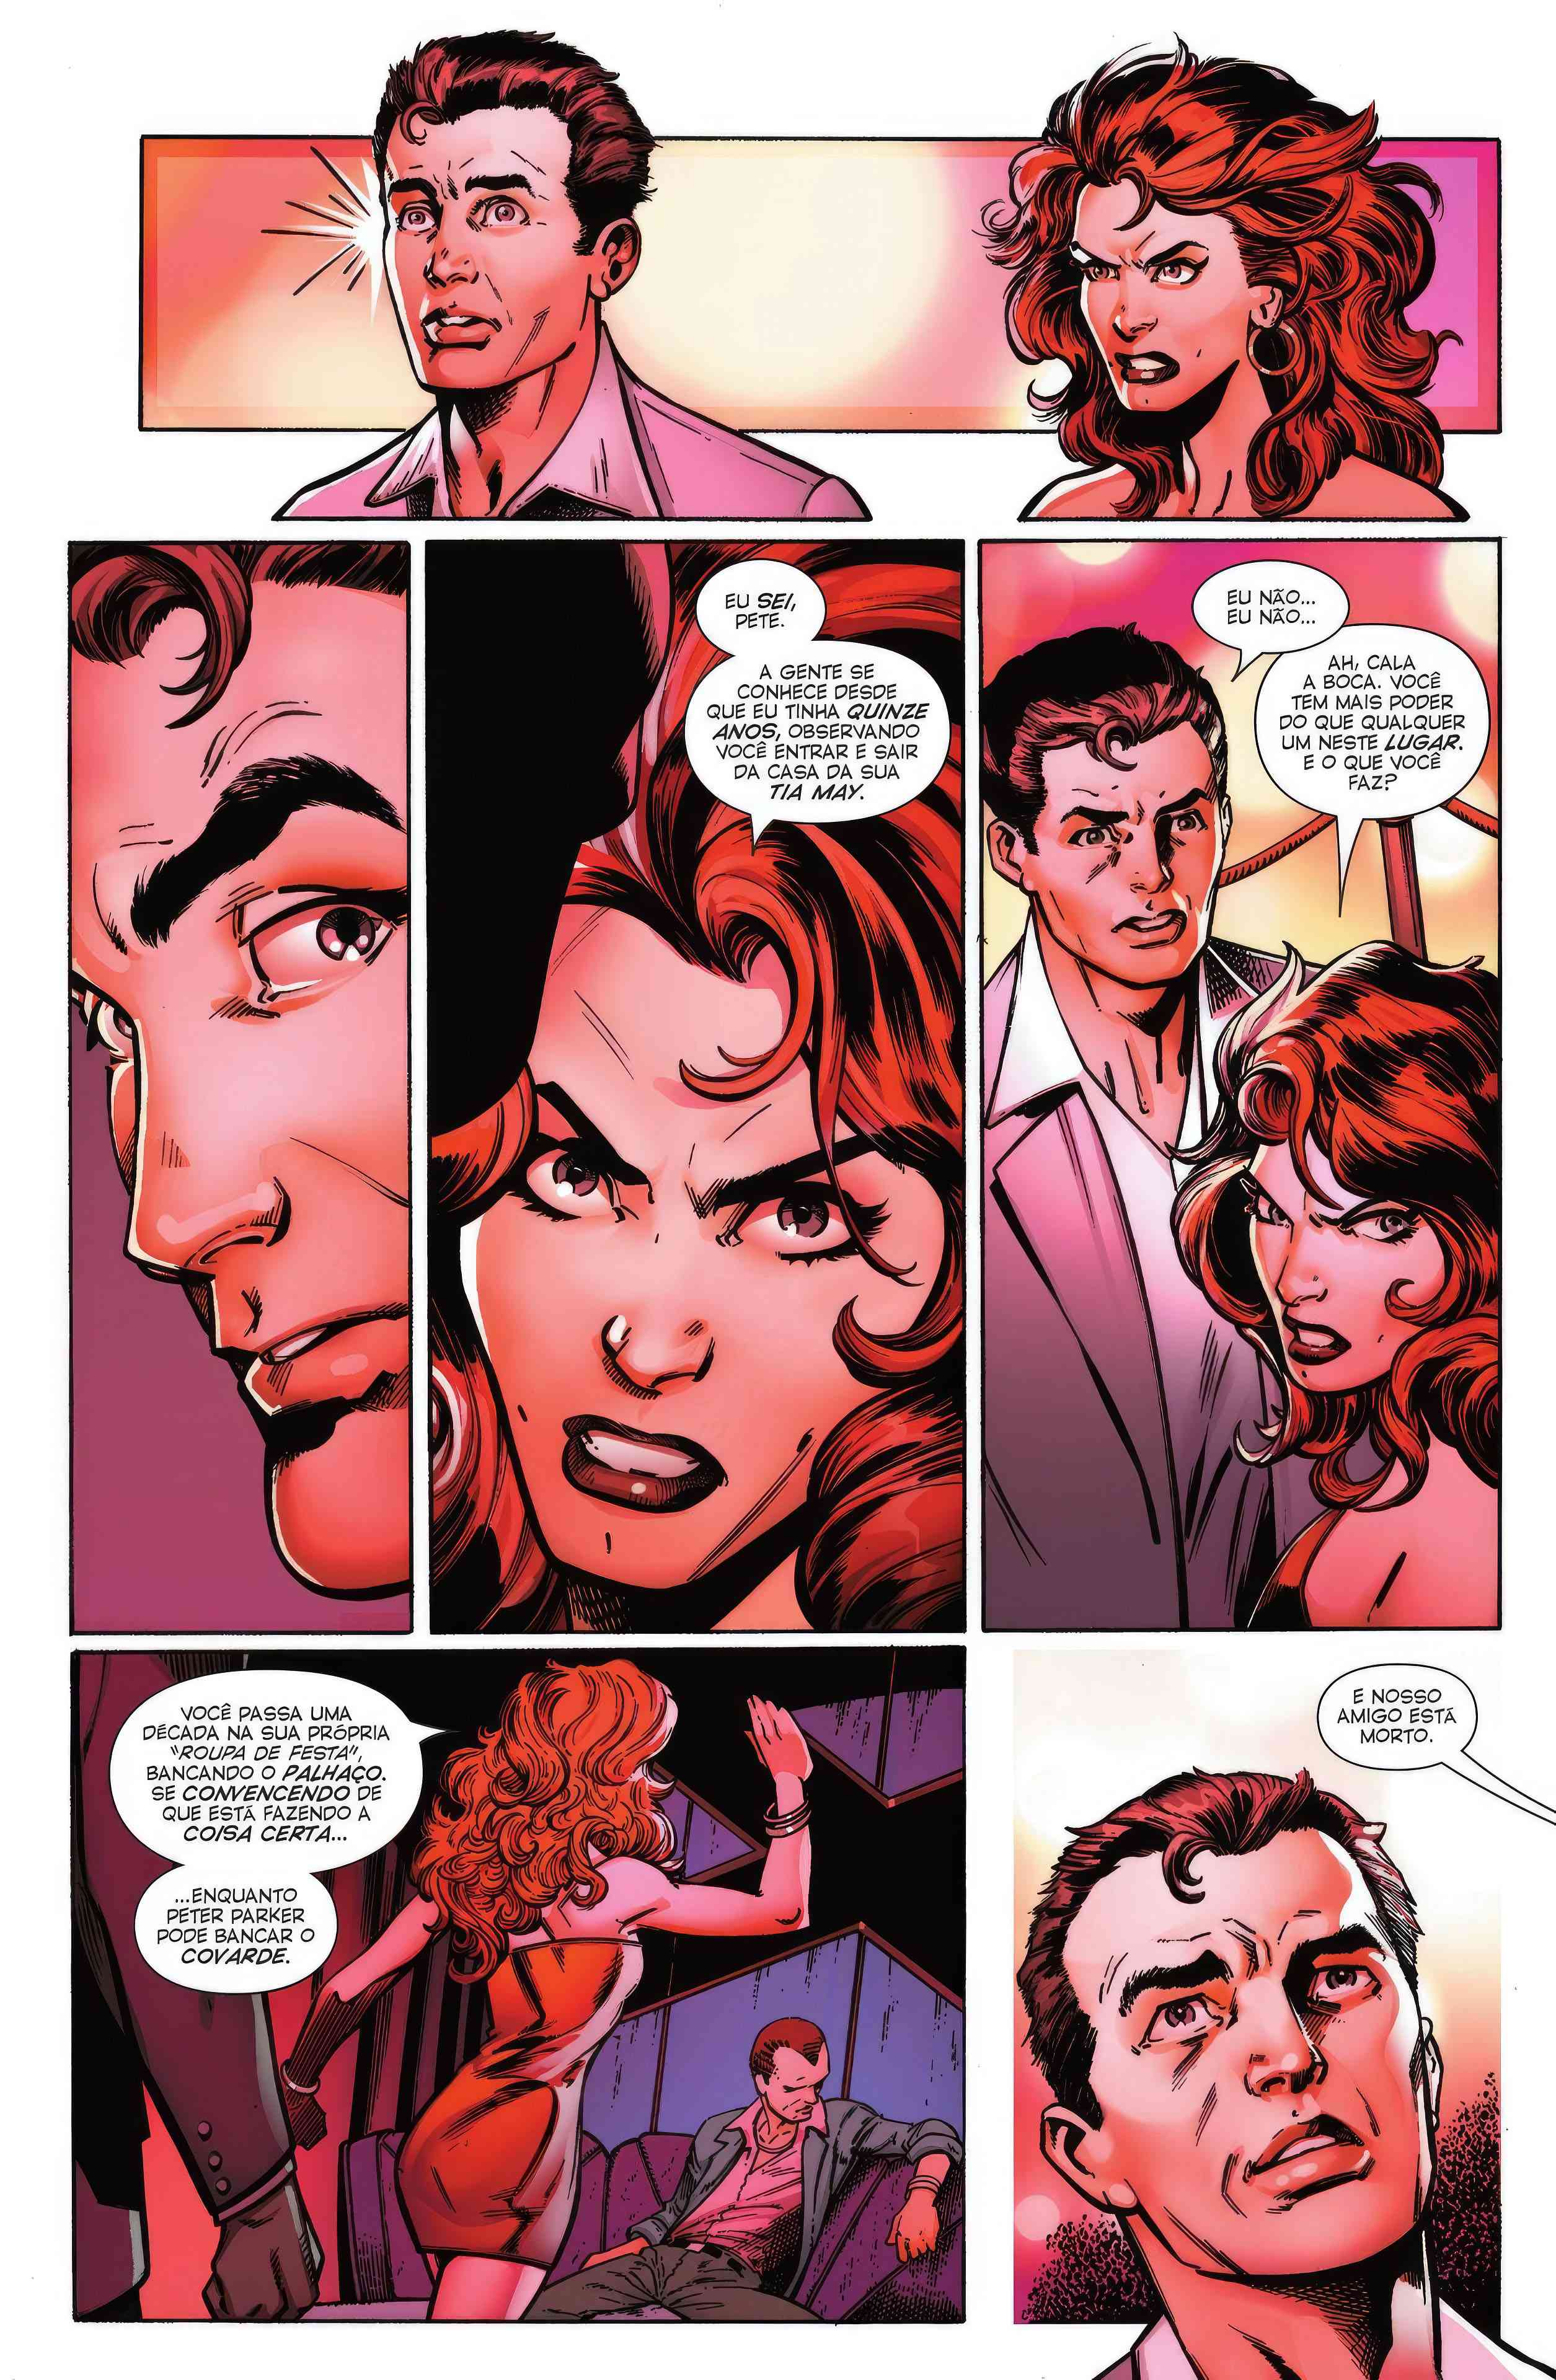 EU SEI,
PETE.
A GENTE SE
CONHECE DESDE
QUE EU TINHA QUINZE
ANOS, OBSERVANDO
VOCÊ ENTRAR E SAIR
DA CASA DA SUA
TIA MAY.
EU NÃO...
EU NÃO...
AH, CALA
A BOCA. VOCÊ
TEM MAIS PODER
DO QUE QUALQUER
UM NESTE LUGAR.
E O QUE VOCÊ
FAZ?
VOCÊ PASSA UMA
DÉCADA NA SUA PRÓPRIA
"ROUPA DE FESTA",
BANCANDO O PALHAÇO.
SE CONVENCENDO DE
QUE ESTÁ FAZENDO A
COISA CERTA...
...ENQUANTO
PETER PARKER
PODE BANCAR O
COVARDE.
E NOSSO
AMIGO ESTÁ
MORTO.